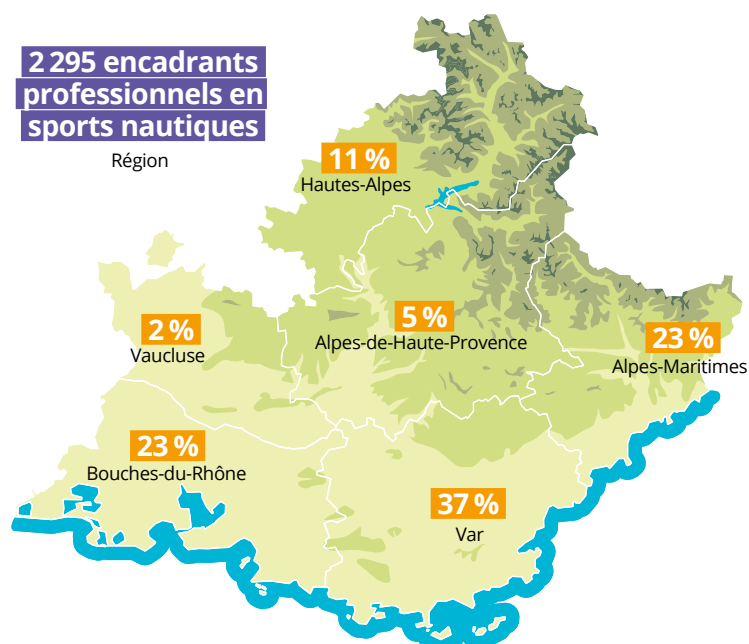 2 295 encadrants
professionnels en
sports nautiques
Région
11 %
Hautes-Alpes
2 %
Vaucluse
5 %
Alpes-de-Haute-Provence
23 %
Alpes-Maritimes
23 %
Bouches-du-Rhône
37 %
Var